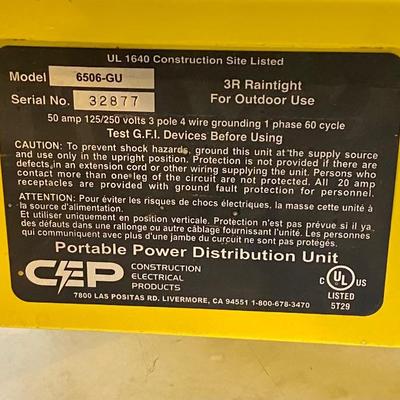 UL 1640 Construction Site Listed
Model 6506-GU 3R Raintight
Serial No. 32877 For Outdoor Use
50 amp 125/250 volts 3 pole 4 wire grounding 1 phase 60 cycle
Test G.F.I. Devices Before Using
CAUTION: To prevent shock hazards, ground this unit at the supply source
and use only in the upright position. Protection is not provided if there are
defects, in an extension cord or other wiring supplying the unit. Persons who
contact more than one leg of the circuit are not protected. All 20 amp
receptacles are provided with ground fault protection for personnel.
ATTENTION: Pour éviter les risques de chocs électriques, la masse cette unité à
la source d'alimentation.
Et utiliser uniquement en position verticale. Protection n'est pas prévue si il ya
des défauts dans une rallonge ou autre câblage fournissant l'unité. Les personnes
qui communiquent avec plus d'un jambe du circuit ne sont pas protégés.
Portable Power Distribution Unit
CEP CONSTRUCTION
ELECTRICAL
PRODUCTS
7800 LAS POSITAS RD. LIVERMORE, CA 94551 1-800-678-3470
C UL US
LISTED
5T29